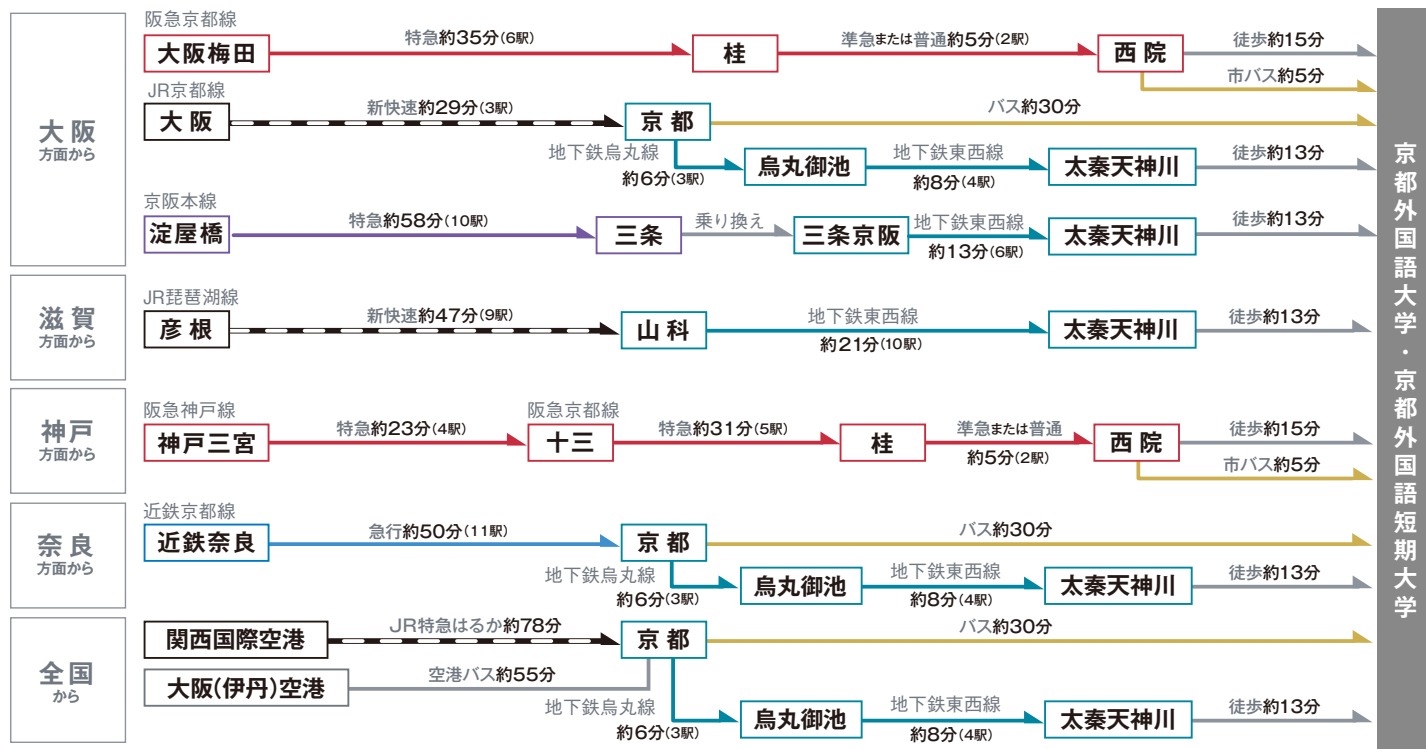 大阪
方面から
阪急京都線
大阪梅田
特急約35分(6駅)
桂
準急または普通約5分(2駅)
西院
徒歩約15分
市バス約5分
JR京都線
大阪
新快速約29分(3駅)
京都
バス約30分
地下鉄烏丸線
約6分(3駅)
烏丸御池
地下鉄東西線
約8分(4駅)
太秦天神川
徒歩約13分
京阪本線
淀屋橋
特急約58分(10駅)
三条
乗り換え
三条京阪
地下鉄東西線
約13分(6駅)
太秦天神川
徒歩約13分
滋賀
方面から
JR琵琶湖線
彦根
新快速約47分(9駅)
山科
地下鉄東西線
約21分(10駅)
太秦天神川
徒歩約13分
神戸
方面から
阪急神戸線
神戸三宮
特急約23分(4駅)
阪急京都線
十三
特急約31分(5駅)
桂
準急または普通
約5分(2駅)
西院
徒歩約15分
市バス約5分
奈良
方面から
近鉄京都線
近鉄奈良
急行約50分(11駅)
京都
バス約30分
地下鉄烏丸線
約6分(3駅)
烏丸御池
地下鉄東西線
約8分(4駅)
太秦天神川
徒歩約13分
全国
から
関西国際空港
JR特急はるか約78分
京都
バス約30分
大阪(伊丹)空港
空港バス約55分
地下鉄烏丸線
約6分(3駅)
烏丸御池
地下鉄東西線
約8分(4駅)
太秦天神川
徒歩約13分
京都外国語大学・京都外国語短期大学